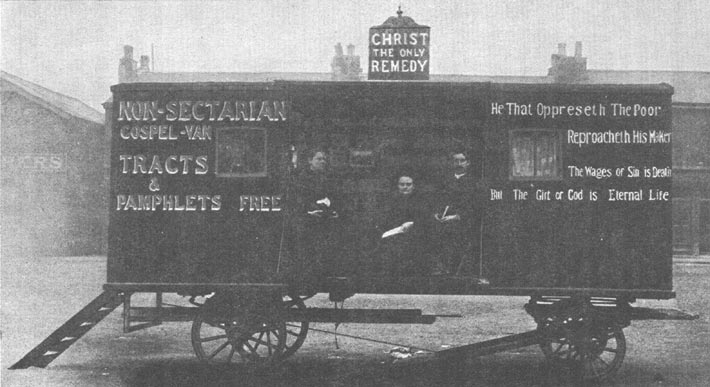 CHRIST
THE ONLY
REMEDY
NON-SECTARIAN
GOSPEL-VAN
TRACTS
&
PAMPHLETS FREE
He That Oppreseth The Poor
Reproacheth His Maker
The Wages of Sin is Death
But The Gift of God is Eternal Life